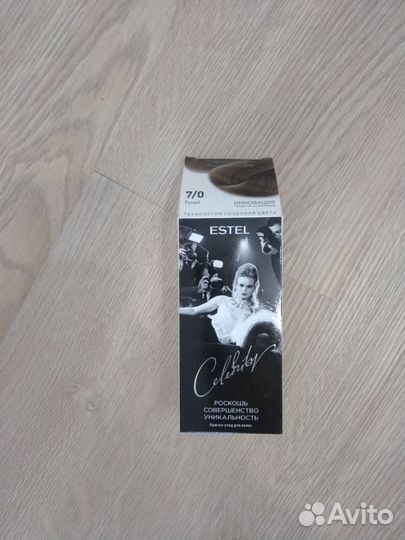 7/0
Русый
ИННОВАЦИЯ
ТЕХНОЛОГИЯ СОЗДАНИЯ ЦВЕТА
ESTEL
Celebrity
РОСКОШЬ
СОВЕРШЕНСТВО
УНИКАЛЬНОСТЬ
Краска-уход для волос
Avito